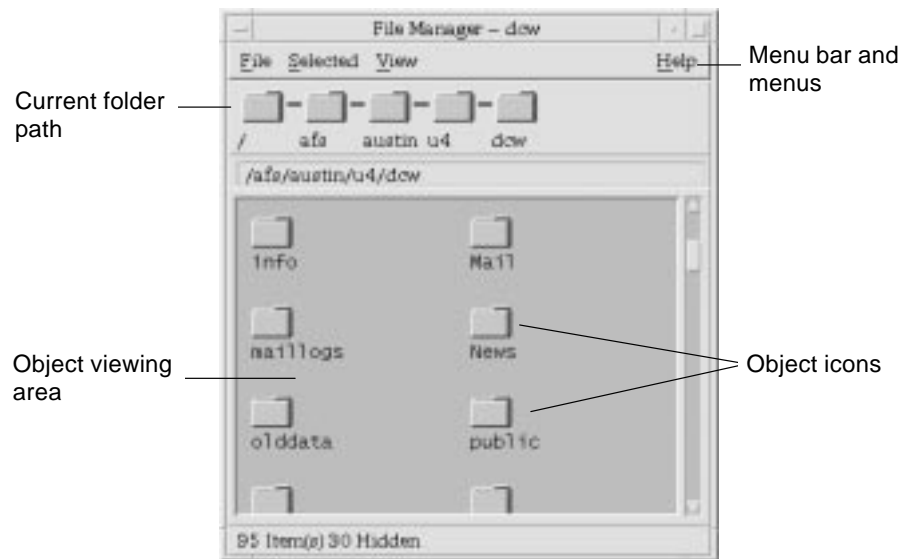 File Manager – dcw
File Selected View Help
Menu bar and
menus
Current folder
path
/ afs austin u4 dcw
/afs/austin/u4/dcw
info Mail
maillogs News
Object viewing
area
Object icons
olddata public
95 Item(s) 30 Hidden